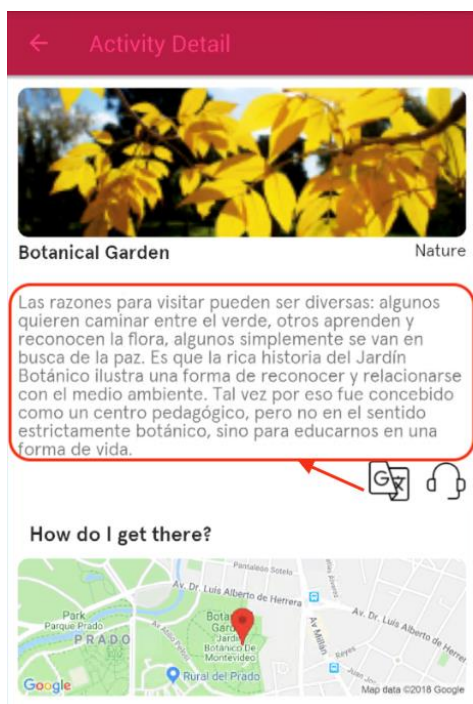 Activity Detail
Botanical Garden
Nature
Las razones para visitar pueden ser diversas: algunos
quieren caminar entre el verde, otros aprenden y
reconocen la flora, algunos simplemente se van en
busca de la paz. Es que la rica historia del Jardín
Botánico ilustra una forma de reconocer y relacionarse
con el medio ambiente. Tal vez por eso fue concebido
como un centro pedagógico, pero no en el sentido
estrictamente botánico, sino para educarnos en una
forma de vida.
G
How do I get there?
Pantaleón Sotelo
Av. Dr. Luis Alberto de Herrera
Av. Dr. Luis Alberto de Herrera
Park
Parque Prado
PRADO
Av Millán
Reyes
Jardín
Botánico De
Montevideo
Rural del Prado
Google
Map data ©2018 Google